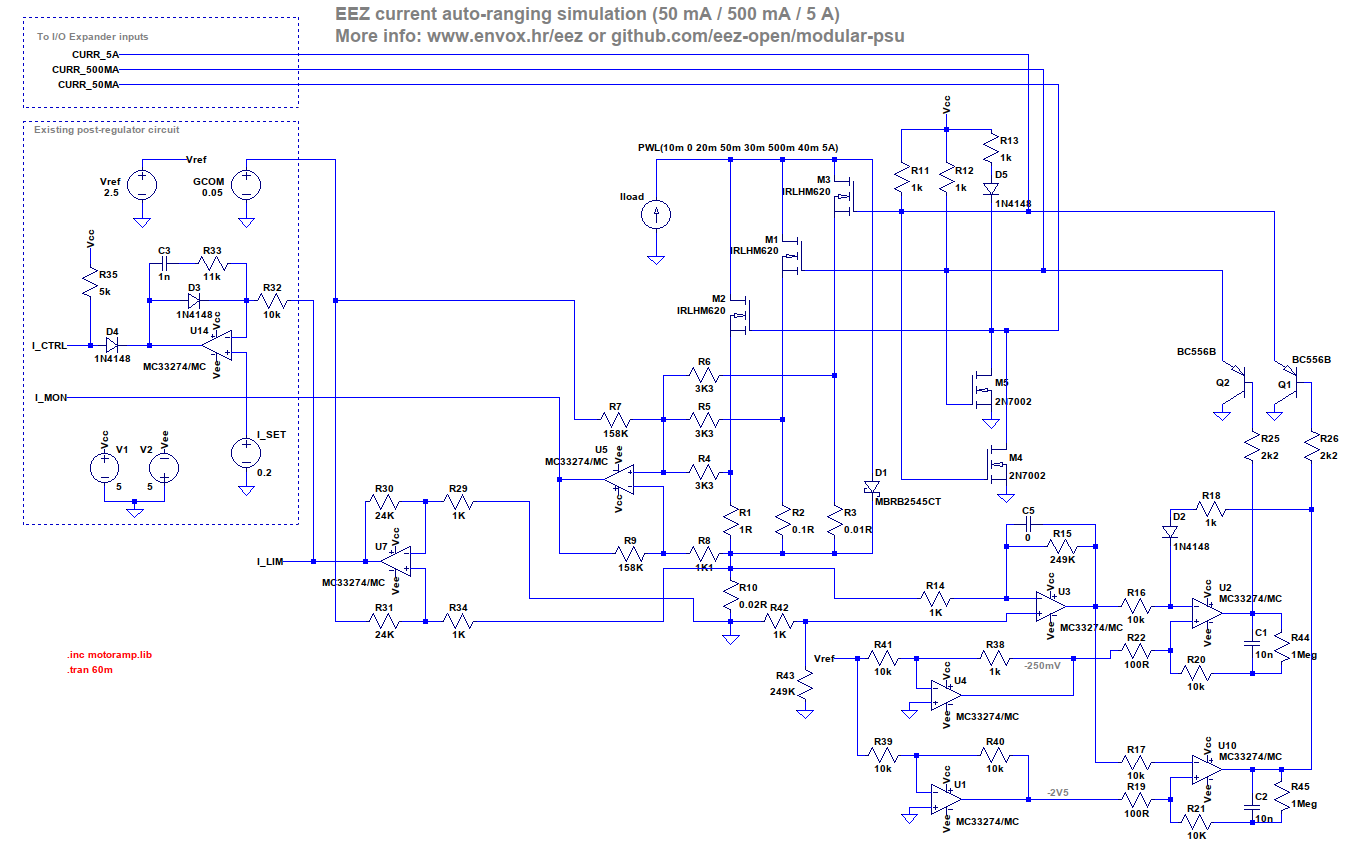 EEZ current auto-ranging simulation (50 mA / 500 mA / 5 A)
More info: www.envox.hr/eez or github.com/eez-open/modular-psu
To I/O Expander inputs
CURR_5A
CURR_500MA
CURR_50MA
Existing post-regulator circuit
Vref
Vref
2.5
GCOM
0.05
Vcc
R35
5k
C3
1n
R33
11k
D3
1N4148
R32
10k
U14
Vcc
Vee
MC33274/MC
D4
1N4148
I_CTRL
I_MON
I_SET
0.2
Vcc
V1
5
Vee
V2
5
I_LIM
R30
24K
R29
1K
U7
Vcc
Vee
MC33274/MC
R31
24K
R34
1K
.inc motoramp.lib
.tran 60m
PWL(10m 0 20m 50m 30m 500m 40m 5A)
Iload
M3
IRLHM620
M1
IRLHM620
M2
IRLHM620
Vcc
R11
1k
R12
1k
R13
1k
D5
1N4148
R6
3K3
R7
158K
R5
3K3
U5
Vee
Vcc
MC33274/MC
R4
3K3
R1
1R
R2
0.1R
R3
0.01R
D1
MBRB2545CT
R9
158K
R8
1K1
R10
0.02R
M5
2N7002
M4
2N7002
BC556B
Q2
BC556B
Q1
R25
2k2
R26
2k2
R42
1K
R43
249K
R14
1K
C5
0
R15
249K
U3
Vcc
Vee
MC33274/MC
D2
1N4148
R18
1k
R16
10k
U2
Vcc
Vee
MC33274/MC
R22
100R
R20
10k
C1
10n
R44
1Meg
Vref
R41
10k
R38
1k
-250mV
U4
Vcc
Vee
MC33274/MC
R39
10k
R40
10k
U1
Vcc
Vee
MC33274/MC
-2V5
R17
10k
R19
100R
U10
Vcc
Vee
MC33274/MC
R21
10K
C2
10n
R45
1Meg